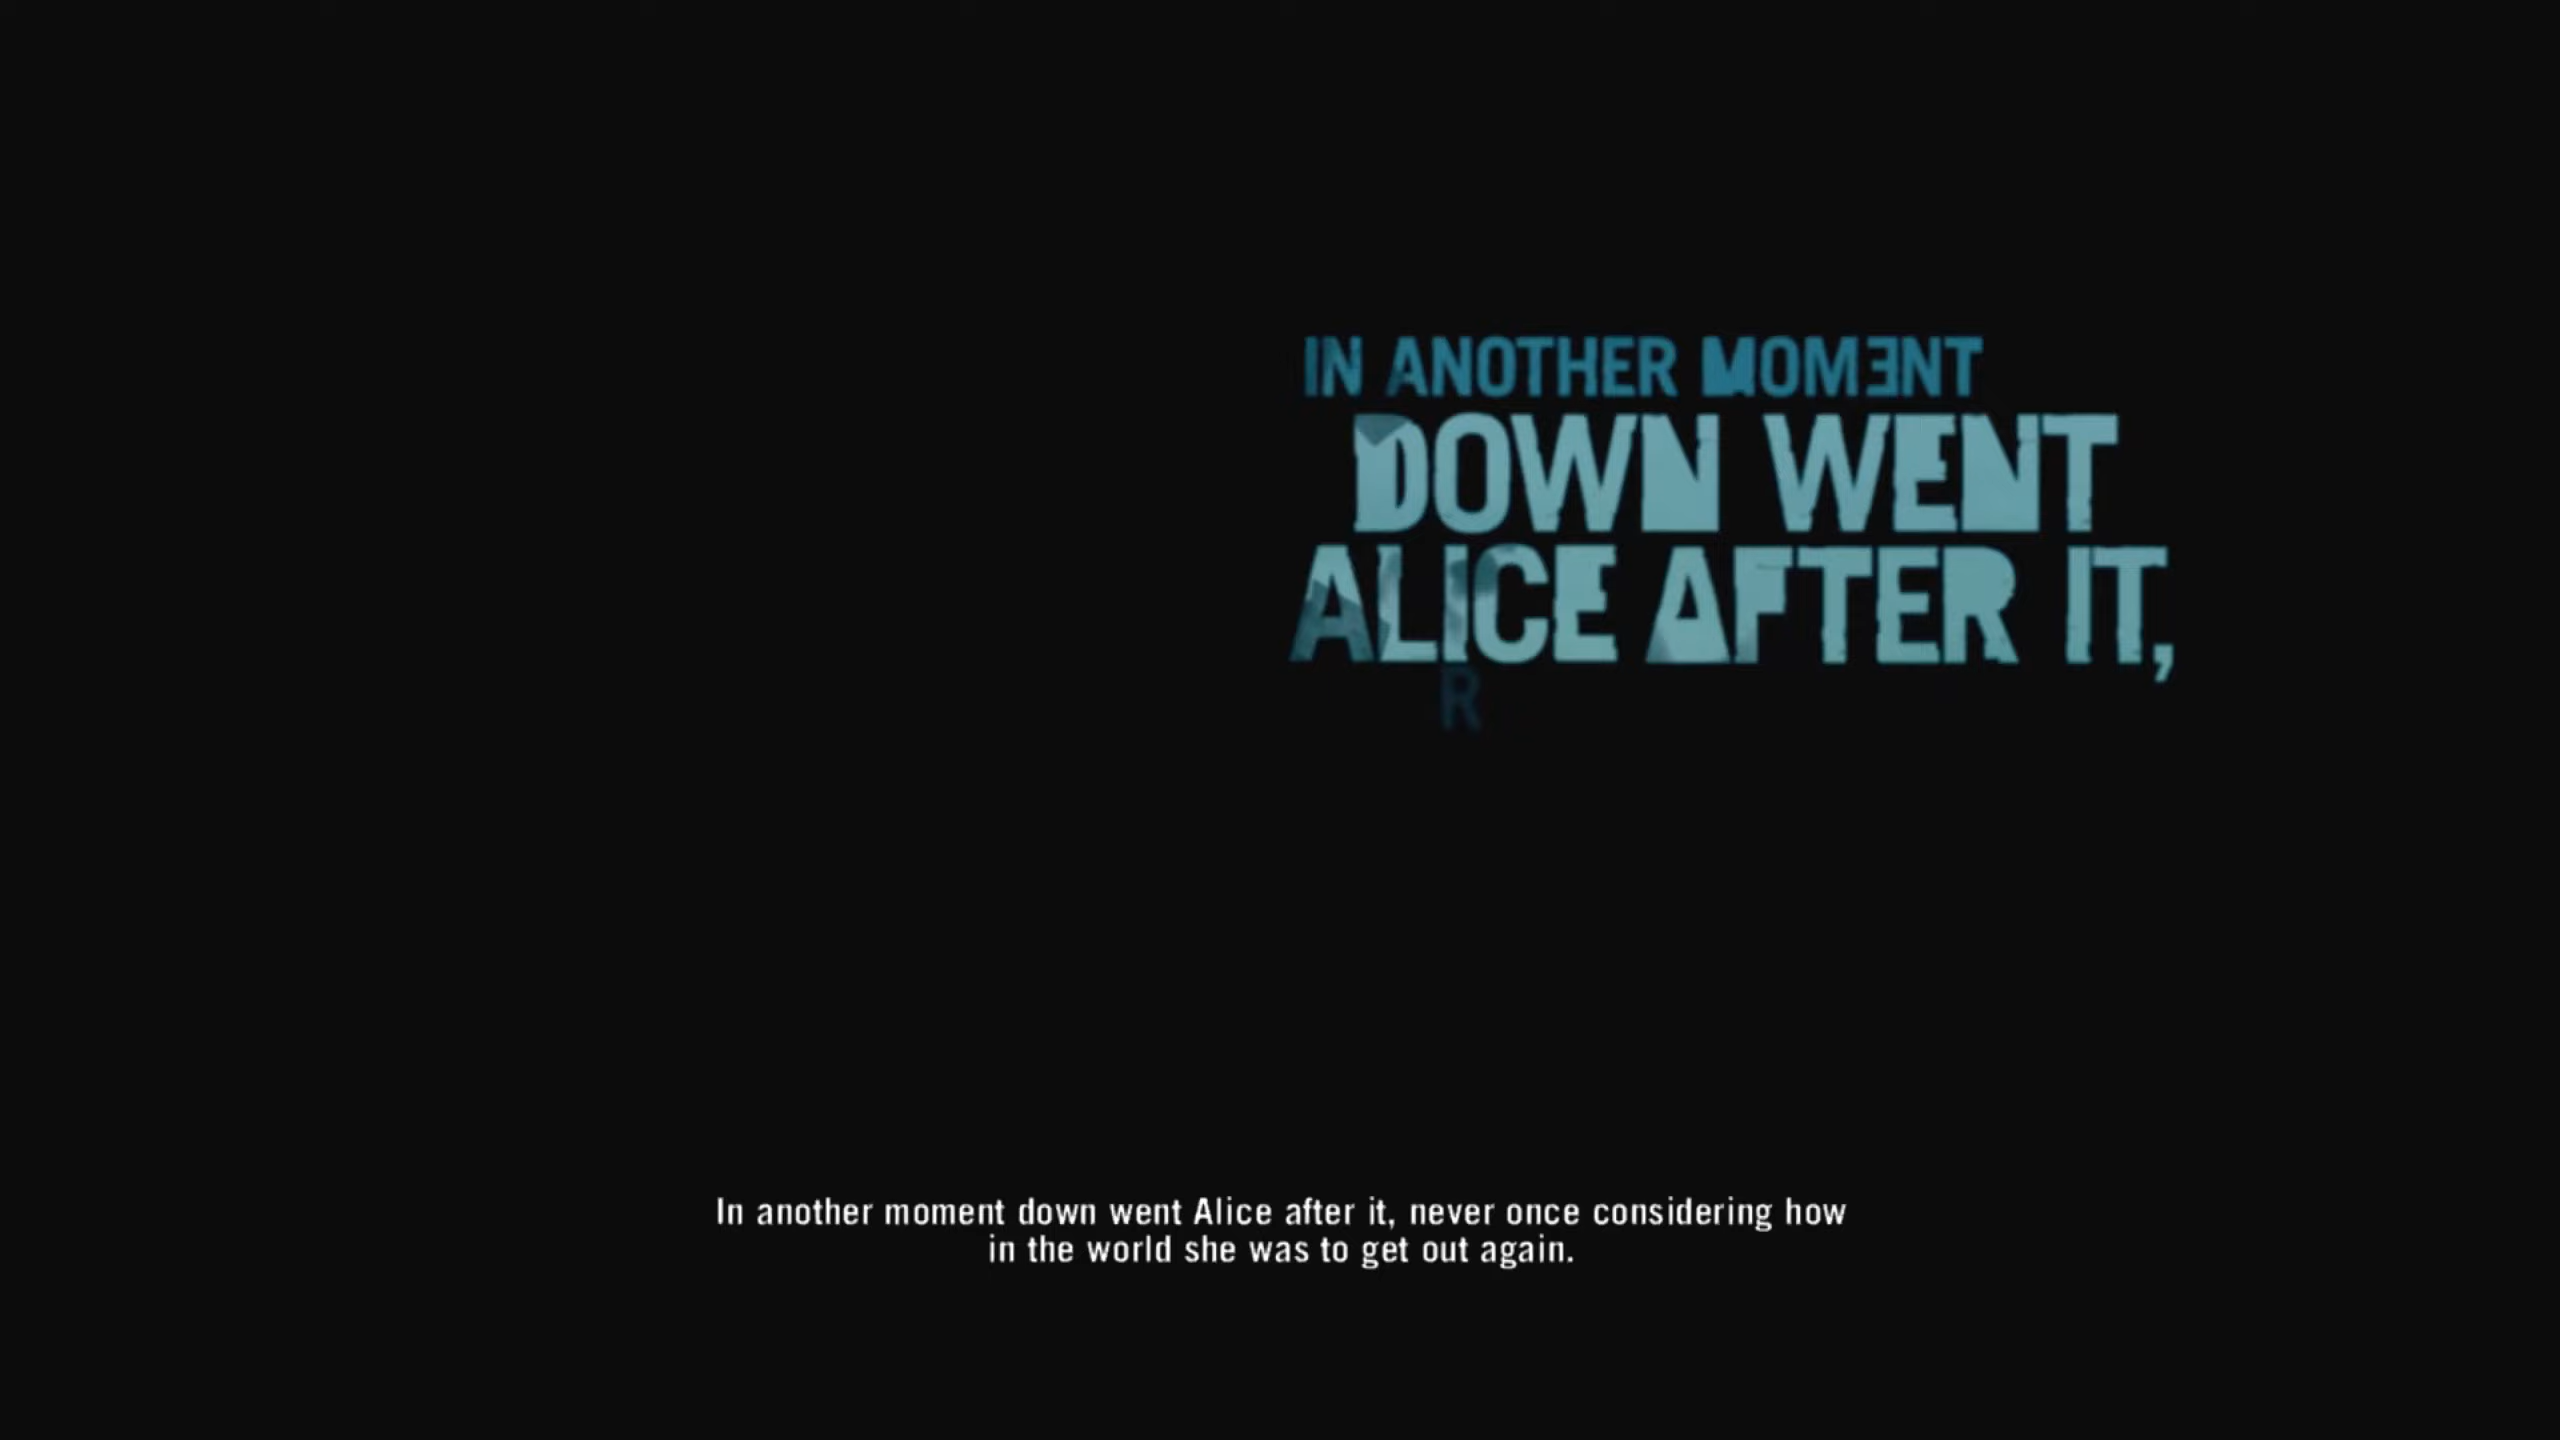 IN ANOTHER MOMENT
DOWN WENT
ALICE AFTER IT,
R
In another moment down went Alice after it, never once considering how
in the world she was to get out again.